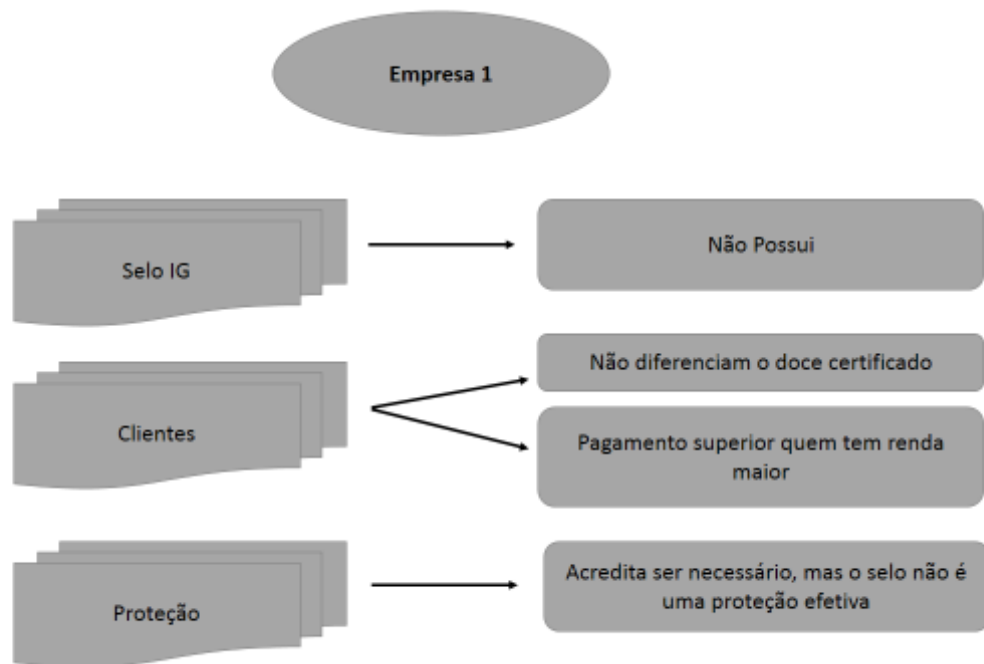 Empresa 1
Selo IG
Não Possui
Clientes
Não diferenciam o doce certificado
Pagamento superior quem tem renda
maior
Proteção
Acredita ser necessário, mas o selo não é
uma proteção efetiva